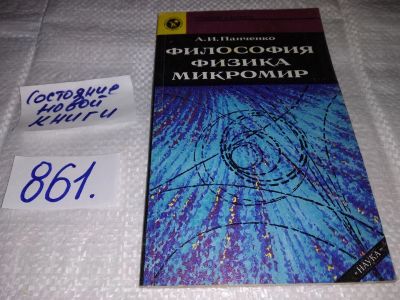 Состояние
новой
книги
861.
А.И.Панченко
ФИЛОСОФИЯ
ФИЗИКА
МИКРОМИР
"НАУКА"